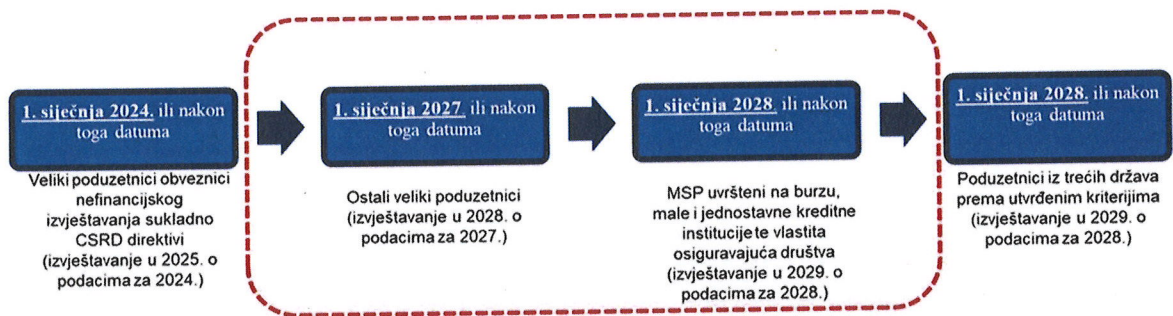 1. siječnja 2024. ili nakon
toga datuma
Veliki poduzetnici obveznici
nefinancijskog
izvještavanja sukladno
CSRD direktivi
(izvještavanje u 2025. o
podacima za 2024.)
1. siječnja 2027. ili nakon
toga datuma
Ostali veliki poduzetnici
(izvještavanje u 2028. o
podacima za 2027.)
1. siječnja 2028. ili nakon
toga datuma
MSP uvršteni na burzu,
male i jednostavne kreditne
institucije te vlastita
osiguravajuća društva
(izvještavanje u 2029. o
podacima za 2028.)
1. siječnja 2028. ili nakon
toga datuma
Poduzetnici iz trećih država
prema utvrđenim kriterijima
(izvještavanje u 2029. o
podacima za 2028.)